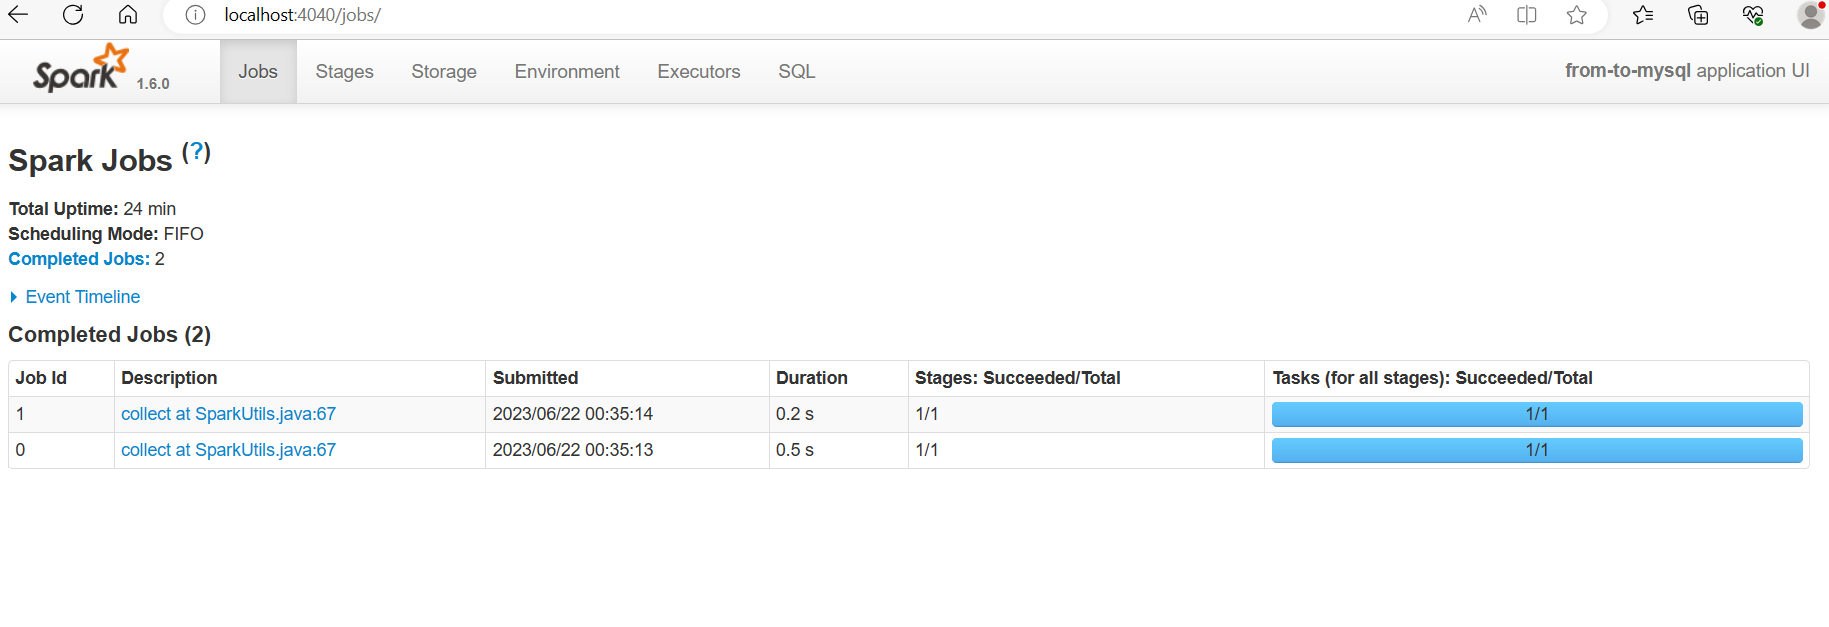 localhost:4040/jobs/
Spark 1.6.0 Jobs Stages Storage Environment Executors SQL from-to-mysql application UI
Spark Jobs (?)
Total Uptime: 24 min
Scheduling Mode: FIFO
Completed Jobs: 2
Event Timeline
Completed Jobs (2)
Job Id Description Submitted Duration Stages: Succeeded/Total Tasks (for all stages): Succeeded/Total
1 collect at SparkUtils.java:67 2023/06/22 00:35:14 0.2 s 1/1 1/1
0 collect at SparkUtils.java:67 2023/06/22 00:35:13 0.5 s 1/1 1/1